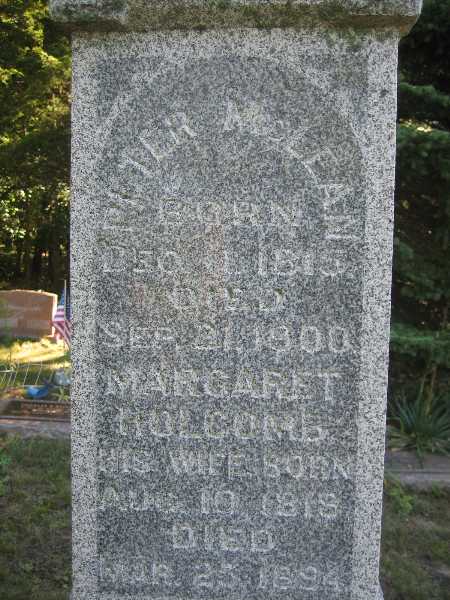 PETER McLEAN
BORN
DEC. 1, 1815.
DIED
SEP. 21, 1900.
MARGARET
HOLCOMB
HIS WIFE BORN
AUG. 10, 1818
DIED
MAR. 25, 1894